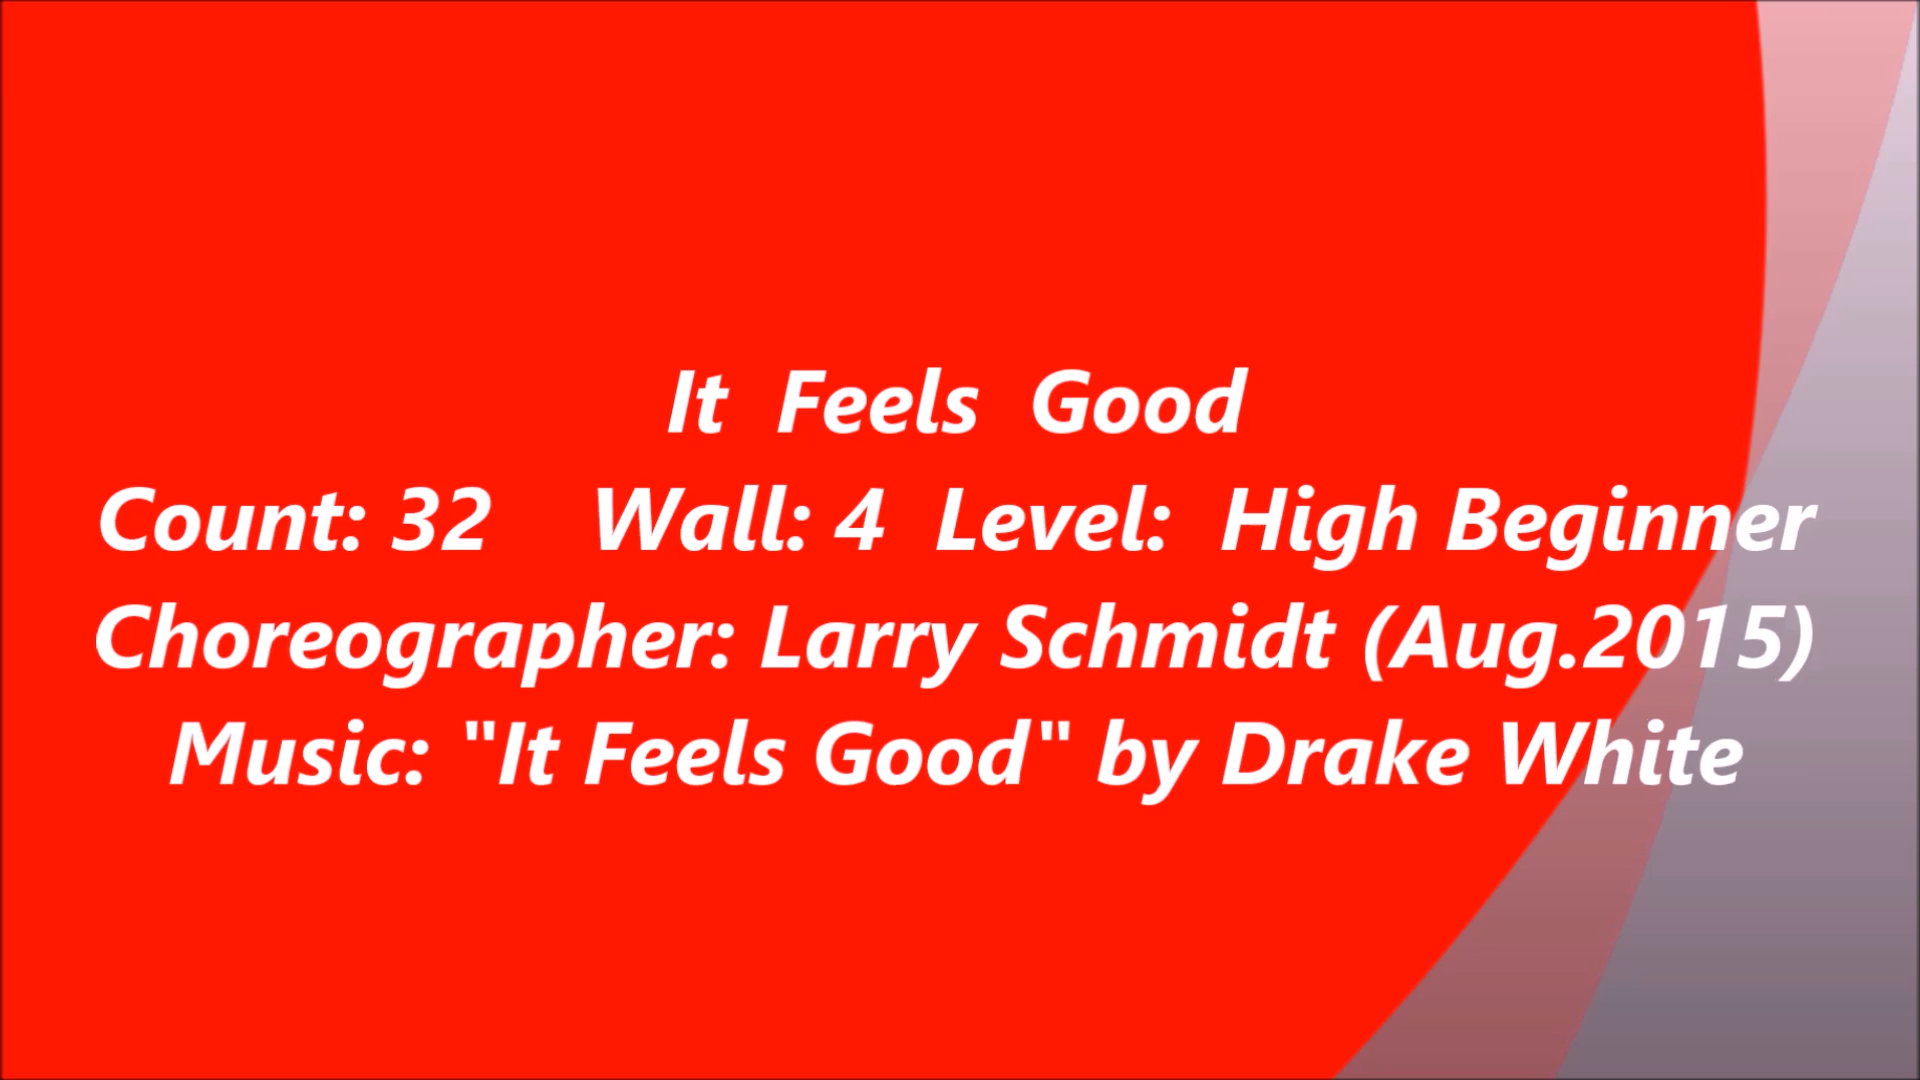 It Feels Good
Count: 32 Wall: 4 Level: High Beginner
Choreographer: Larry Schmidt (Aug.2015)
Music: "It Feels Good" by Drake White